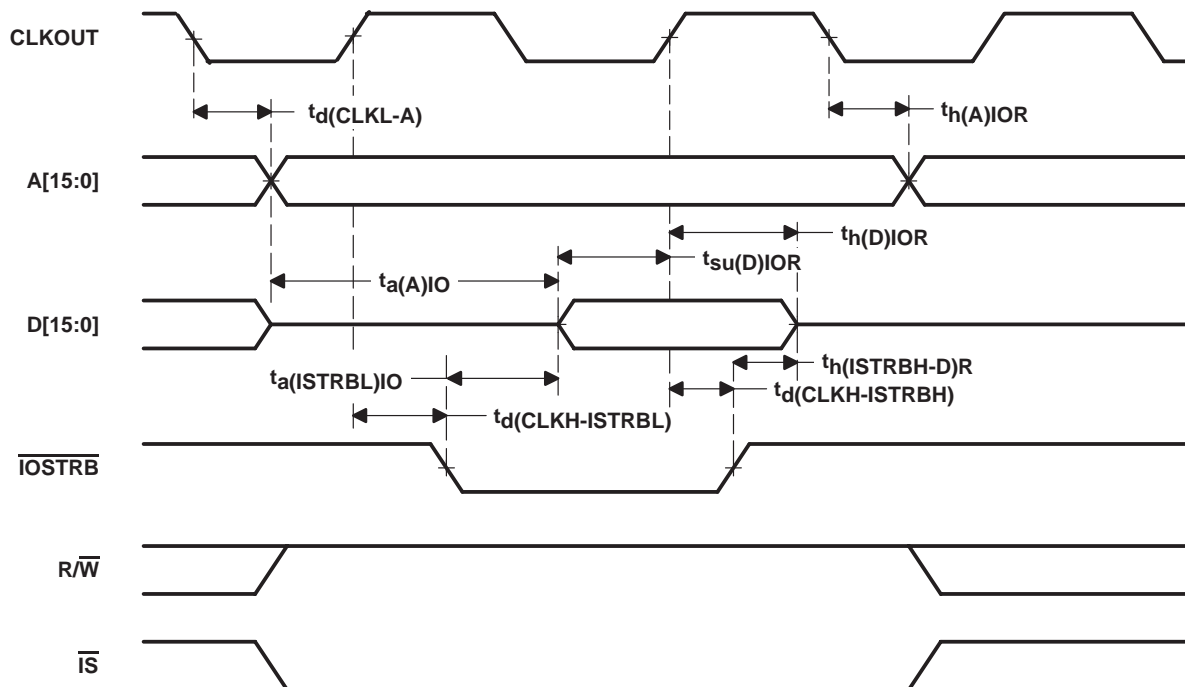 CLKOUT
td(CLKL-A)
th(A)IOR
A[15:0]
th(D)IOR
tsu(D)IOR
ta(A)IO
D[15:0]
th(ISTRBH-D)R
ta(ISTRBL)IO
td(CLKH-ISTRBH)
td(CLKH-ISTRBL)
IOSTRB
R/W
IS